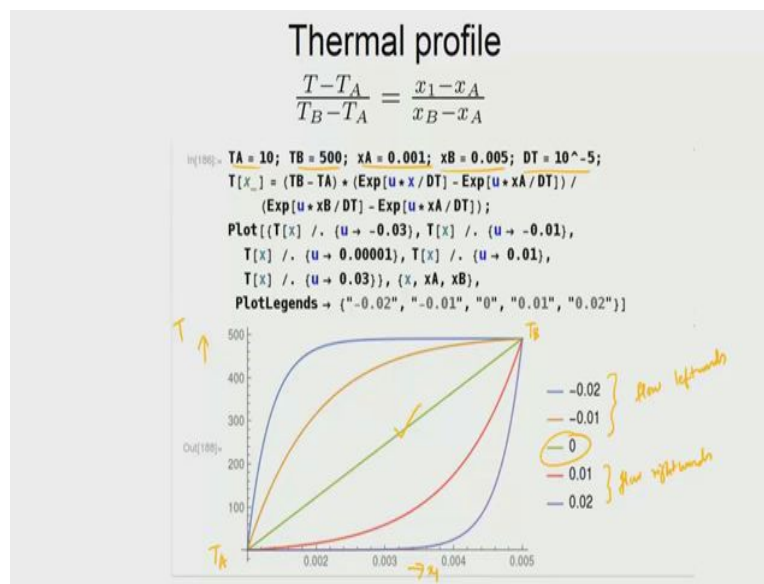 Thermal profile
T-T_A / T_B-T_A = x_1-x_A / x_B-x_A
In[186]:= TA = 10; TB = 500; xA = 0.001; xB = 0.005; DT = 10^-5;
T[x_] = (TB - TA) * (Exp[u * x / DT] - Exp[u * xA / DT]) /
(Exp[u * xB / DT] - Exp[u * xA / DT]);
Plot[{T[x] /. {u → -0.03}, T[x] /. {u → -0.01},
T[x] /. {u → 0.00001}, T[x] /. {u → 0.01},
T[x] /. {u → 0.03}}, {x, xA, xB},
PlotLegends → {"-0.02", "-0.01", "0", "0.01", "0.02"}]
T ↑
T_B
500
400
300
200
100
Out[188]=
-0.02
-0.01
0
0.01
0.02
flow leftwards
flow rightwards
T_A
0.002 0.003 0.004 0.005
→x_1